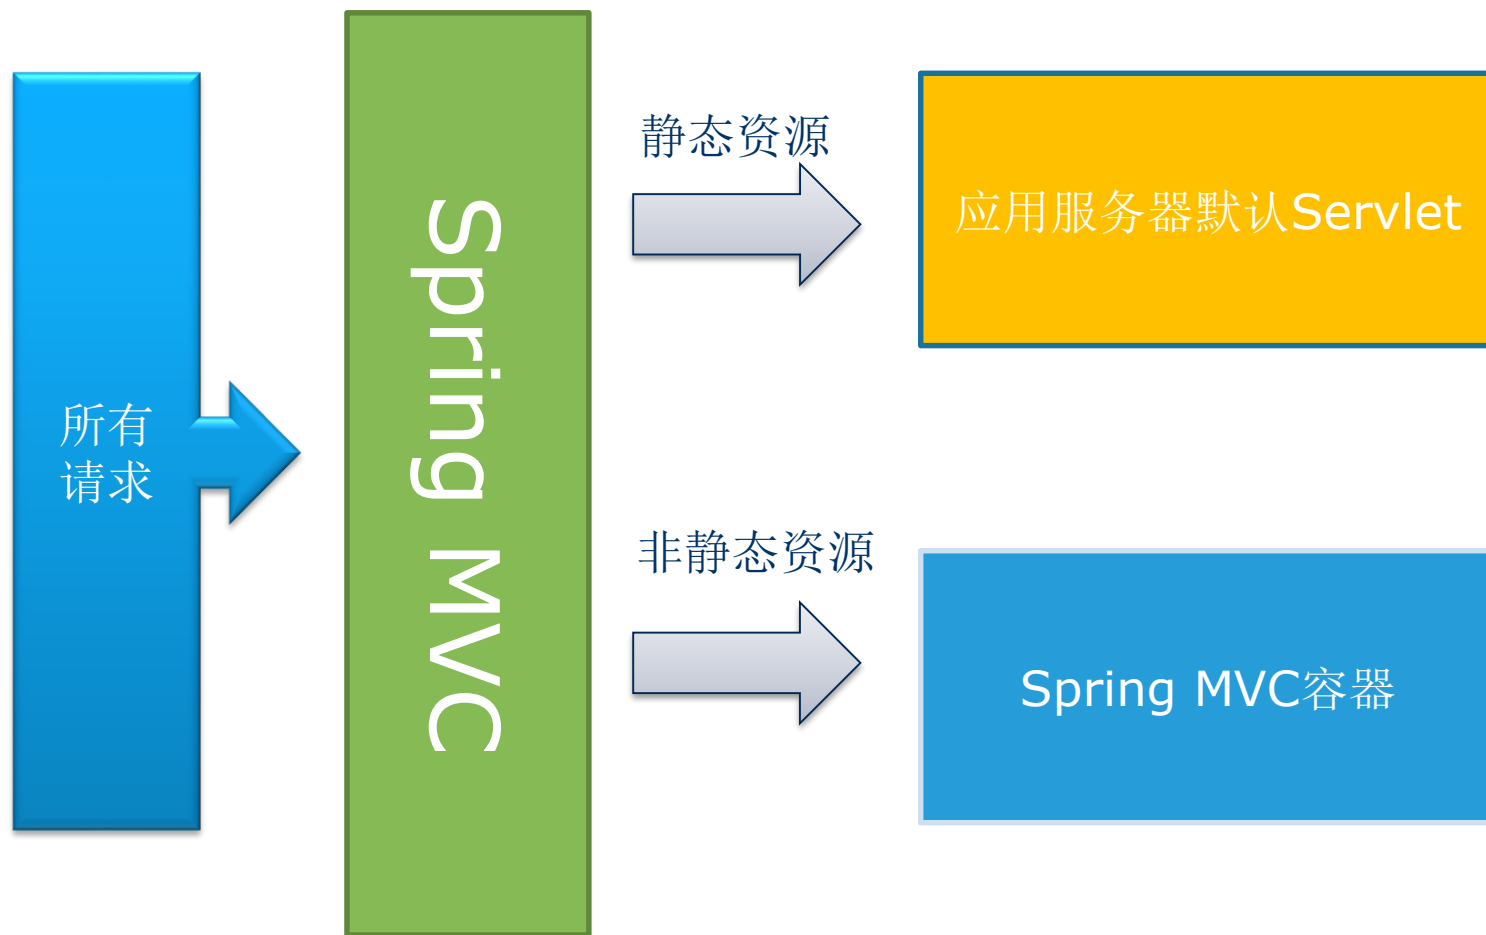 所有
请求
Spring MVC
静态资源
应用服务器默认Servlet
非静态资源
Spring MVC容器